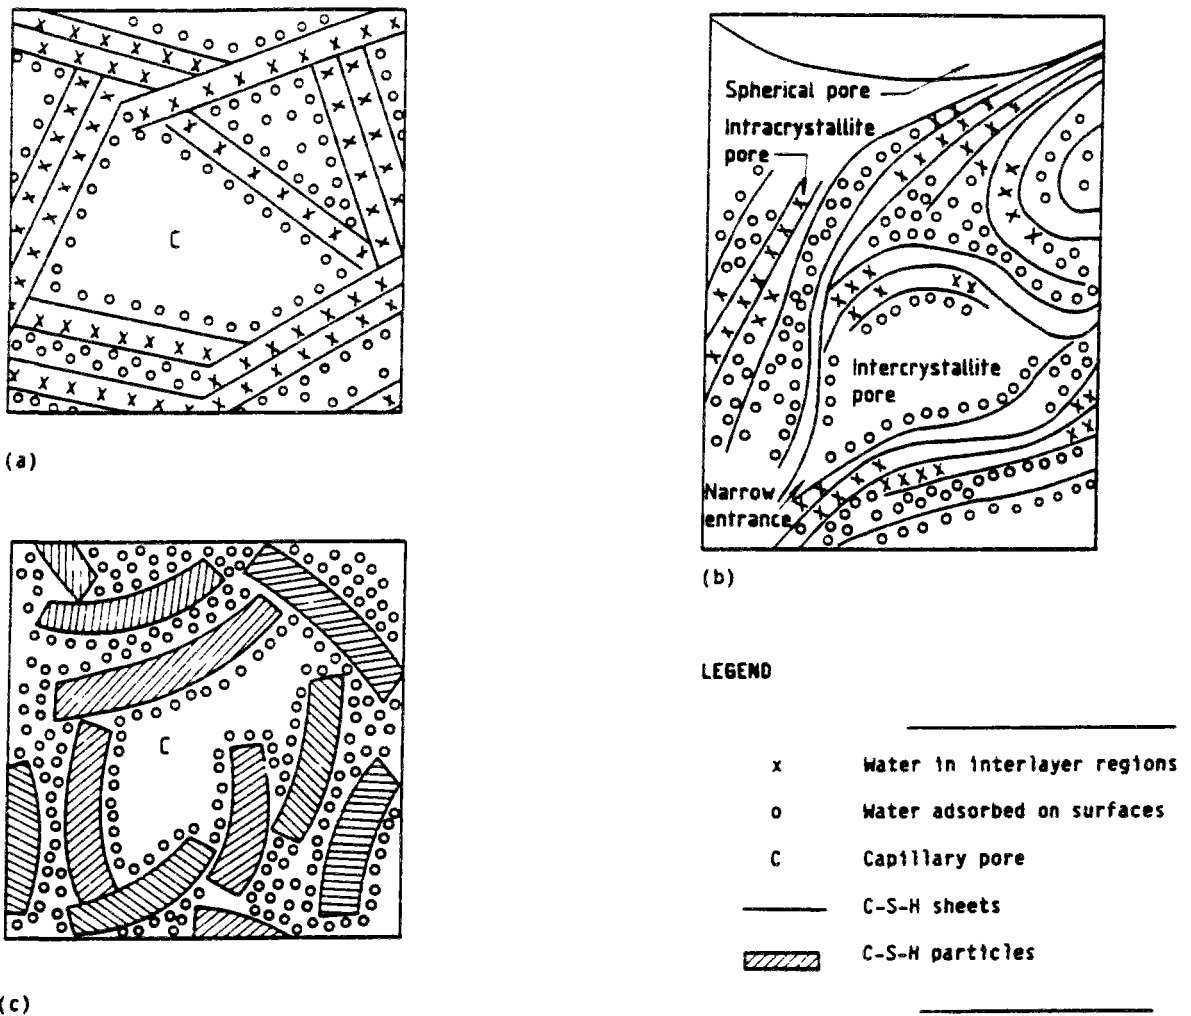 C
(a)
Spherical pore
Intracrystallite
pore
Intercrystallite
pore
Narrow
entrance
(b)
C
(c)
LEGEND
x Water in interlayer regions
o Water adsorbed on surfaces
C Capillary pore
C-S-H sheets
C-S-H particles